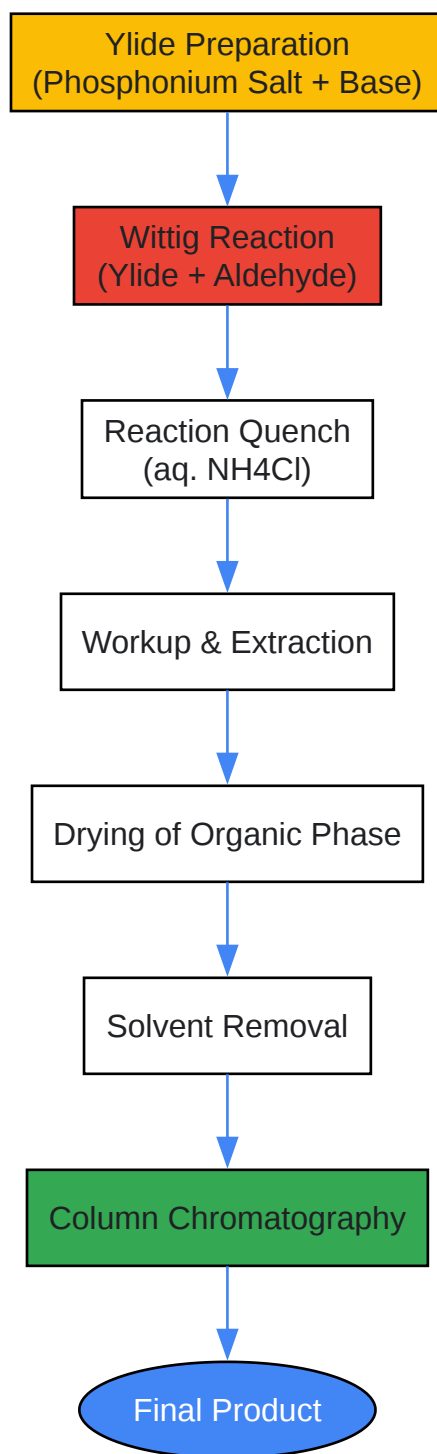 Ylide Preparation
(Phosphonium Salt + Base)
Wittig Reaction
(Ylide + Aldehyde)
Reaction Quench
(aq. NH4Cl)
Workup & Extraction
Drying of Organic Phase
Solvent Removal
Column Chromatography
Final Product